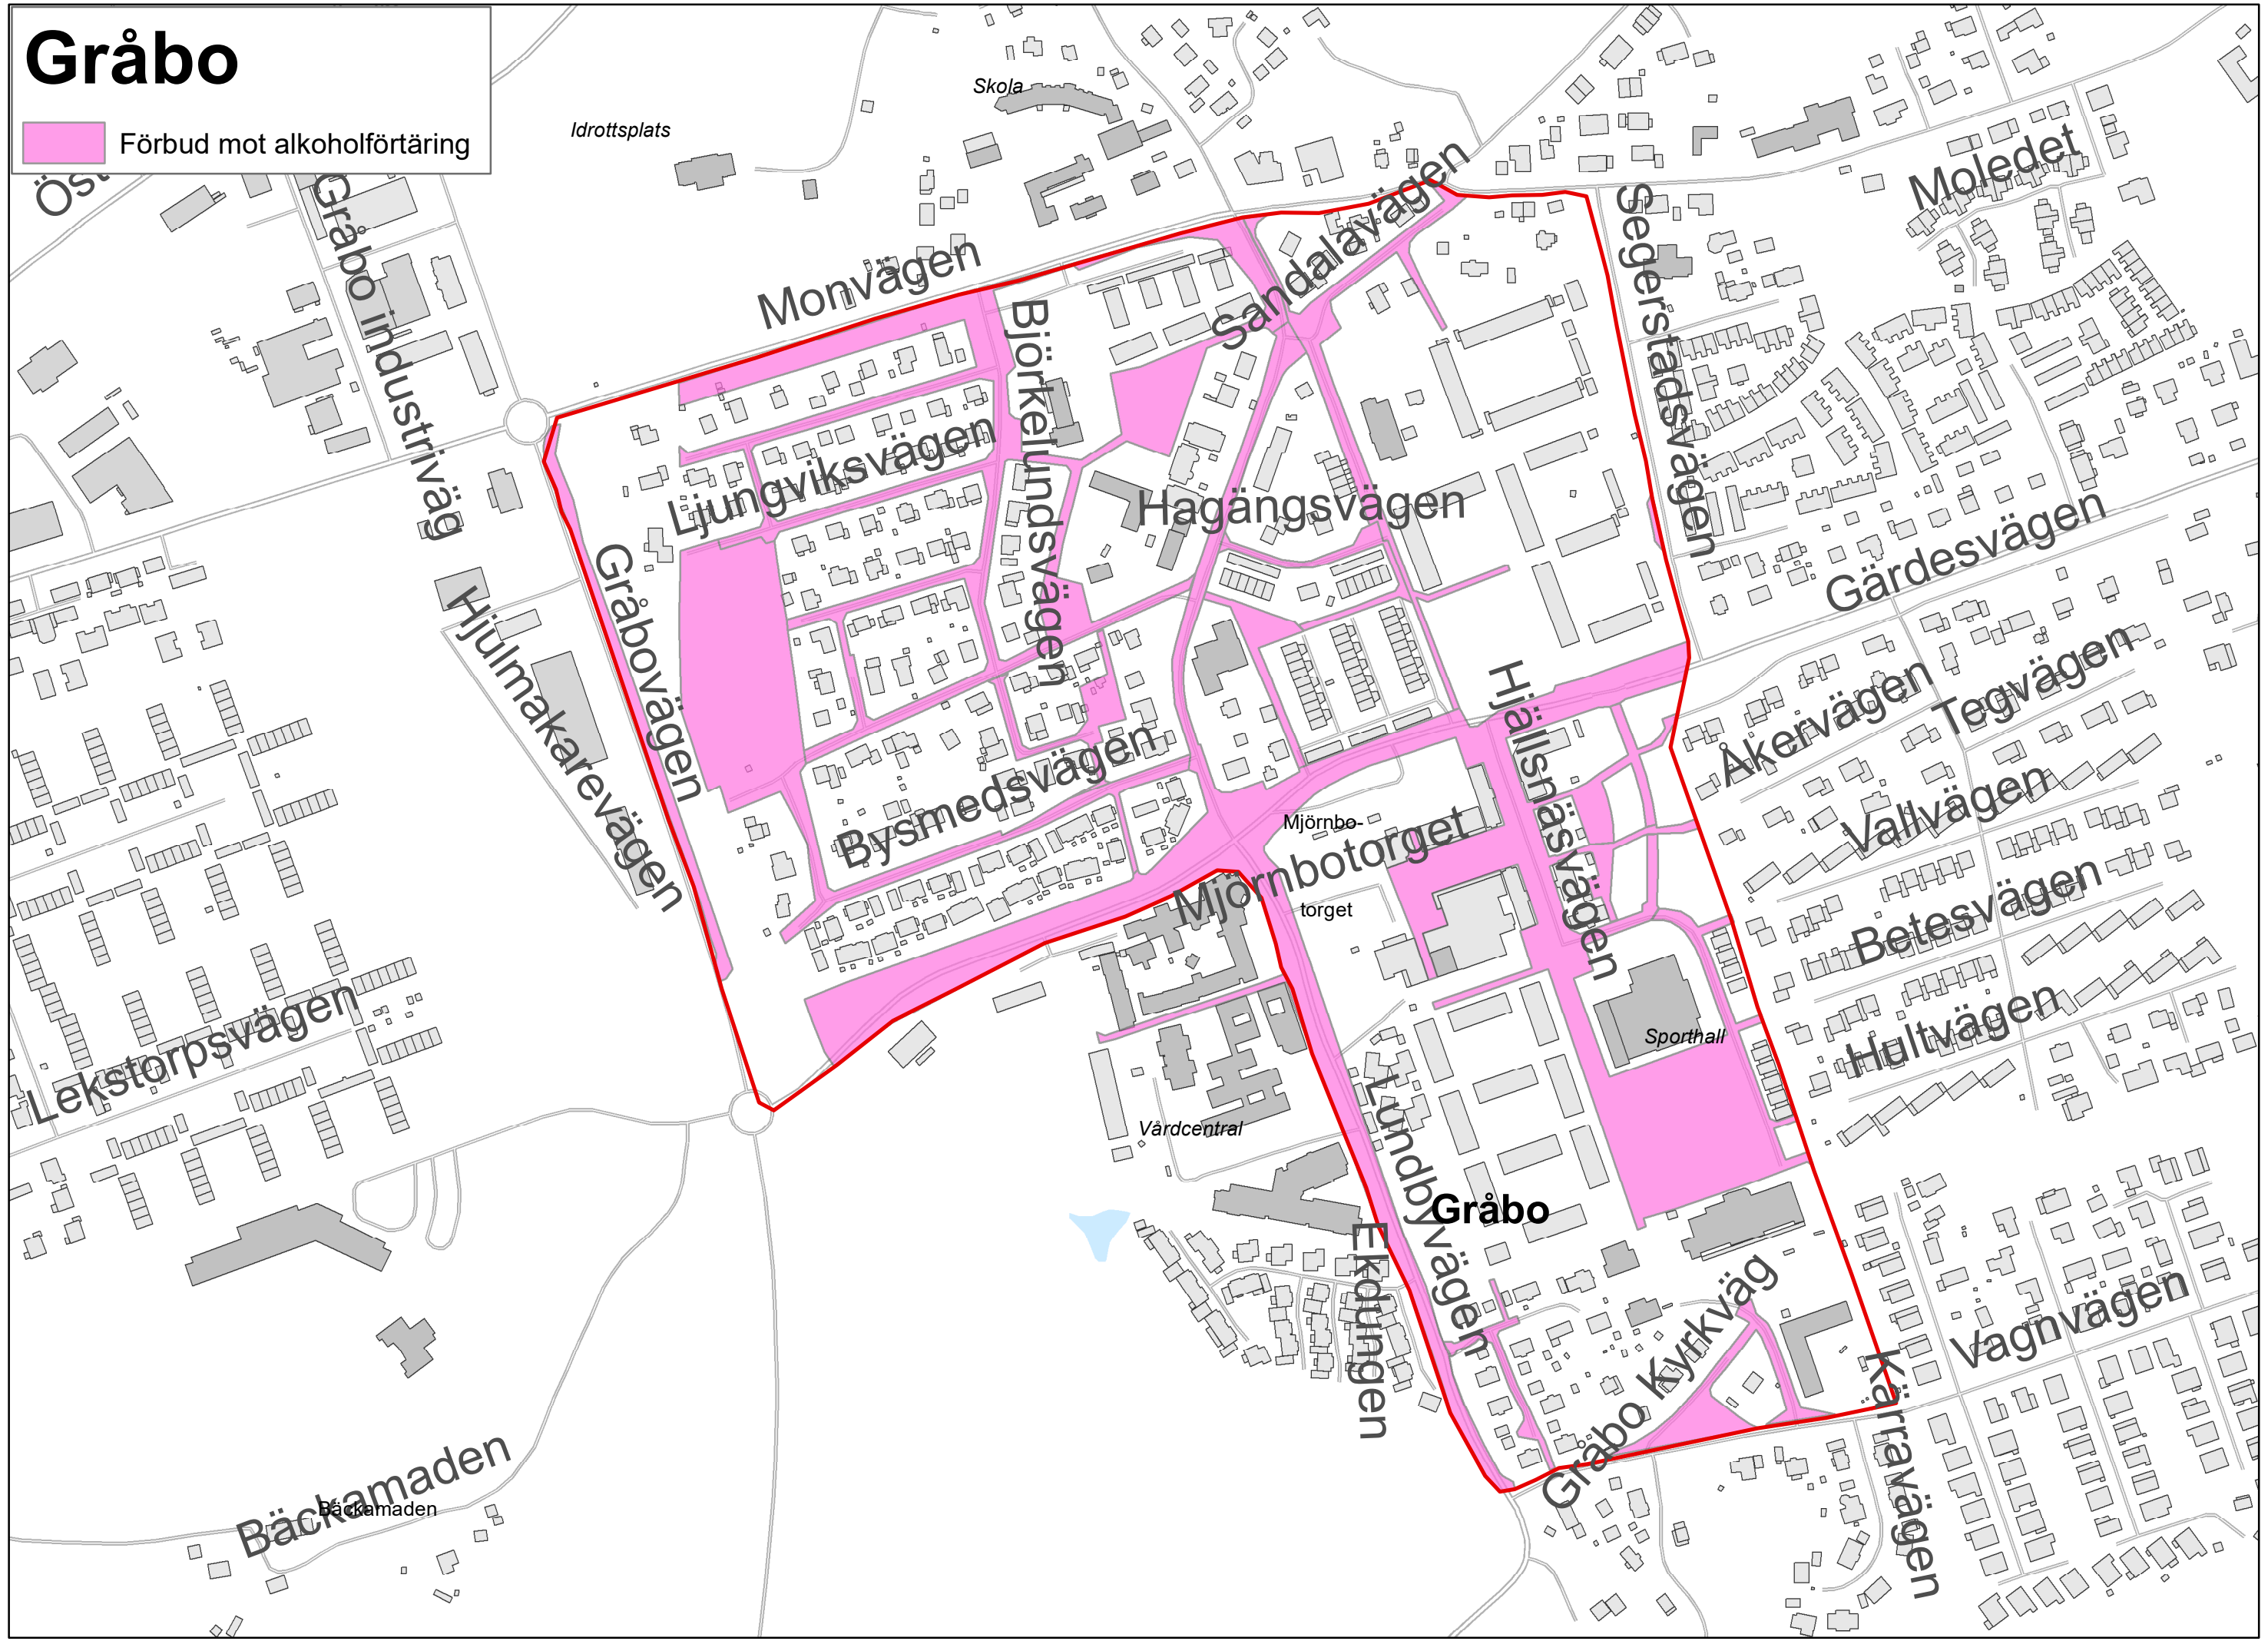 Gråbo
Förbud mot alkoholförtäring
Gråbo industriväg
Idrottsplats
Skola
Monvägen
Sandalavägen
Segerstadsvägen
Moledet
Björkelundsvägen
Ljungviksvägen
Hagängsvägen
Gärdesvägen
Gråbovägen
Hjulmakarevägen
Bysmedsvägen
Hjällsnäsvägen
Åkervägen
Tegvägen
Vallvägen
Betesvägen
Hultvägen
Mjörnbo-
torget
Mjörnbotorget
Lekstorpsvägen
Sporthall
Vårdcentral
Lundbyvägen
Gråbo
Ekdungen
Gråbo Kyrkväg
Vagnvägen
Kärravägen
Bäckamaden
Bäckamaden